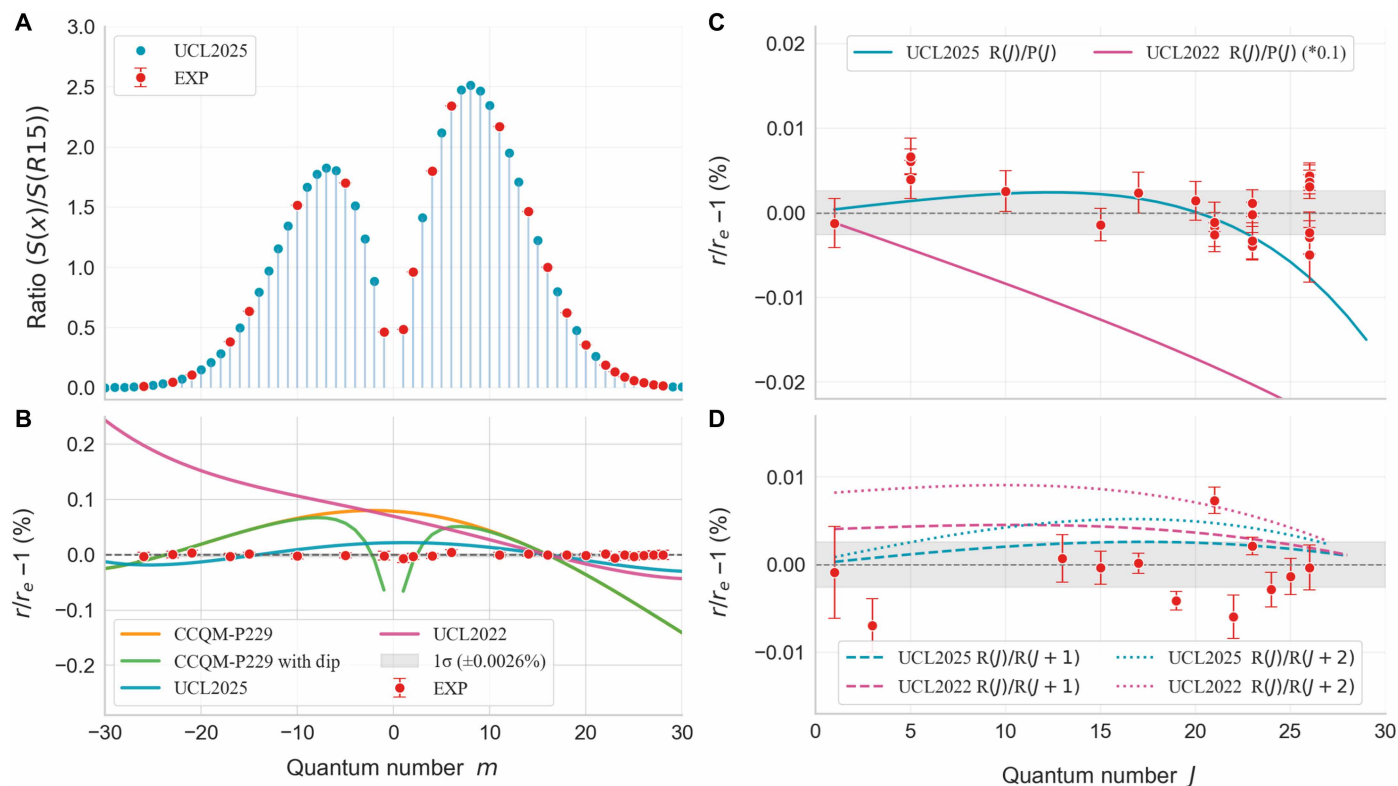 A
3.0
2.5
2.0
1.5
1.0
0.5
0.0
Ratio (S(x)/S(R15))
UCL2025
EXP
B
0.2
0.1
0.0
−0.1
−0.2
r/rₑ −1 (%)
CCQM-P229
CCQM-P229 with dip
UCL2025
UCL2022
1σ (±0.0026%)
EXP
−30 −20 −10 0 10 20 30
Quantum number m
C
0.02
0.01
0.00
−0.01
−0.02
r/rₑ −1 (%)
UCL2025 R(J)/P(J)
UCL2022 R(J)/P(J) (*0.1)
D
0.01
0.00
−0.01
r/rₑ −1 (%)
UCL2025 R(J)/R(J + 1)
UCL2022 R(J)/R(J + 1)
UCL2025 R(J)/R(J + 2)
UCL2022 R(J)/R(J + 2)
0 5 10 15 20 25 30
Quantum number J